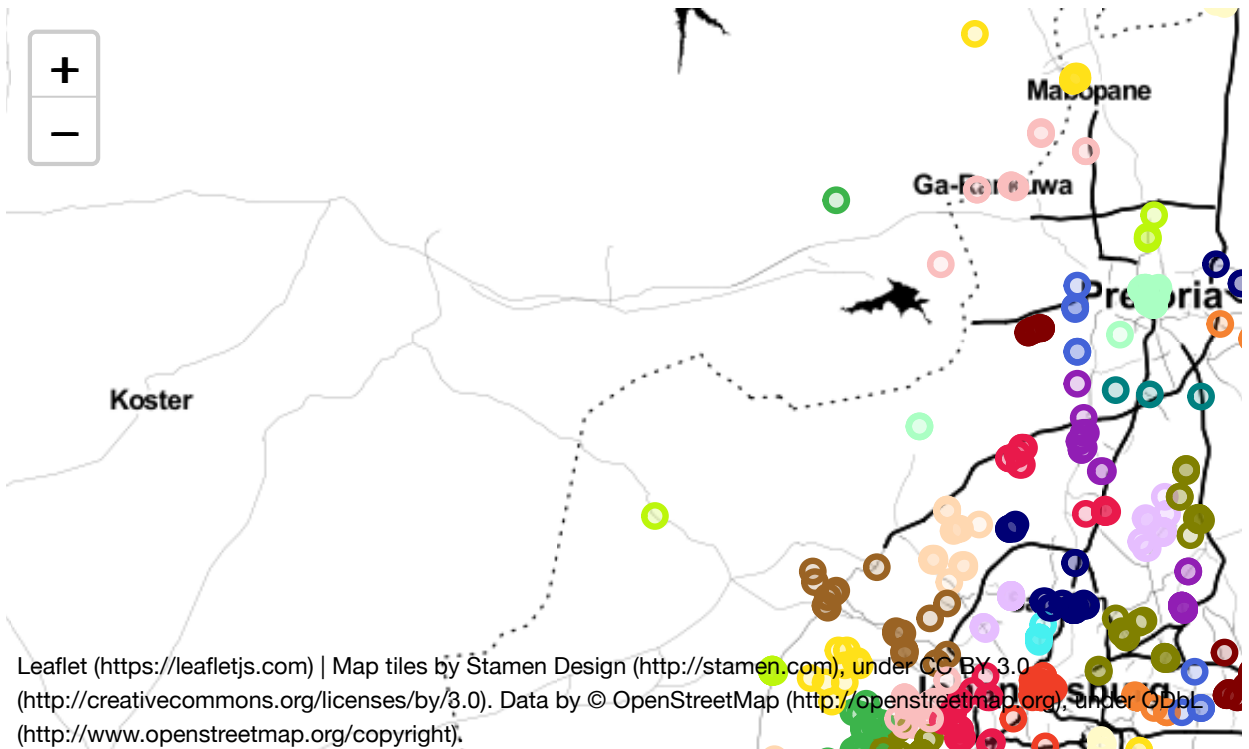 +
−
Mabopane
Ga-Rankuwa
Pretoria
Koster
Leaflet (https://leafletjs.com) | Map tiles by Stamen Design (http://stamen.com), under CC BY 3.0
(http://creativecommons.org/licenses/by/3.0). Data by © OpenStreetMap (http://openstreetmap.org), under ODbL
(http://www.openstreetmap.org/copyright).